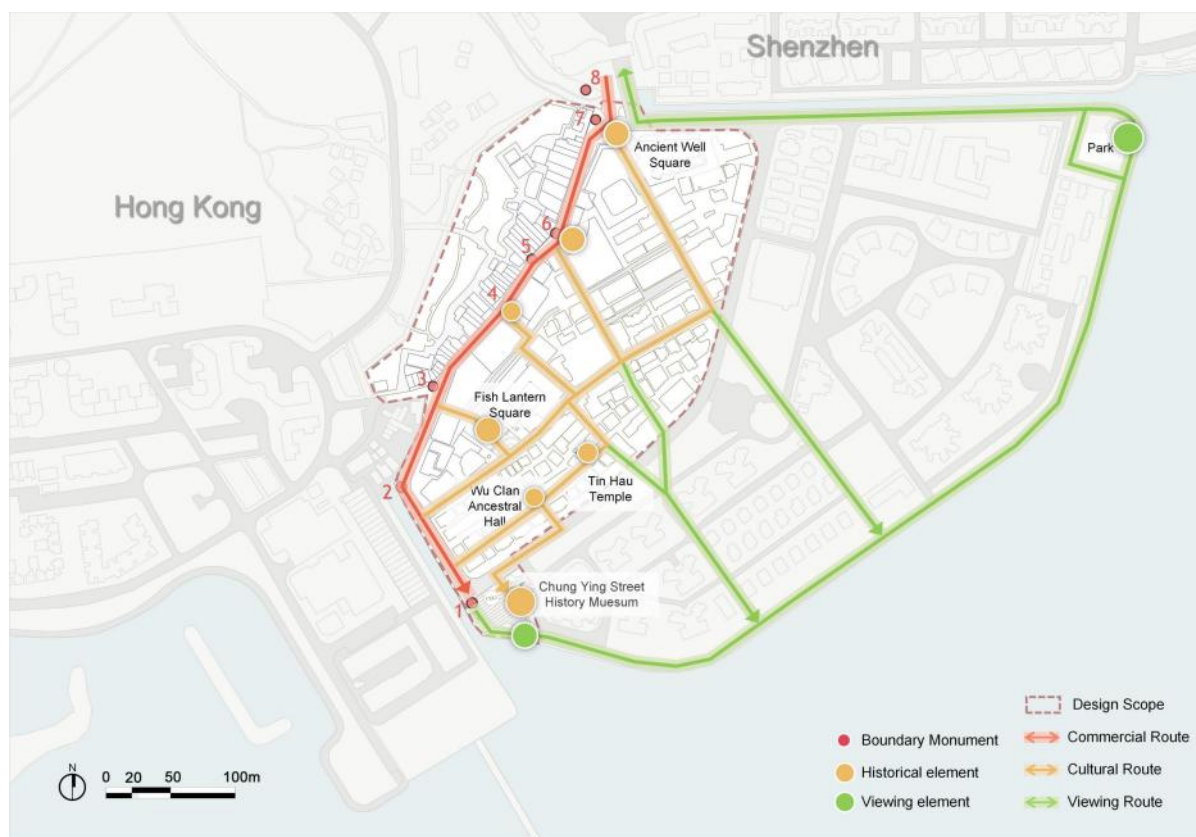 Shenzhen
8
7
Ancient Well
Square
Park
Hong Kong
6
5
4
3
Fish Lantern
Square
2
Wu Clan
Ancestral
Hall
Tin Hau
Temple
Chung Ying Street
History Muesum
1
Design Scope
Boundary Monument
Commercial Route
Historical element
Cultural Route
Viewing element
Viewing Route
N
0 20 50 100m